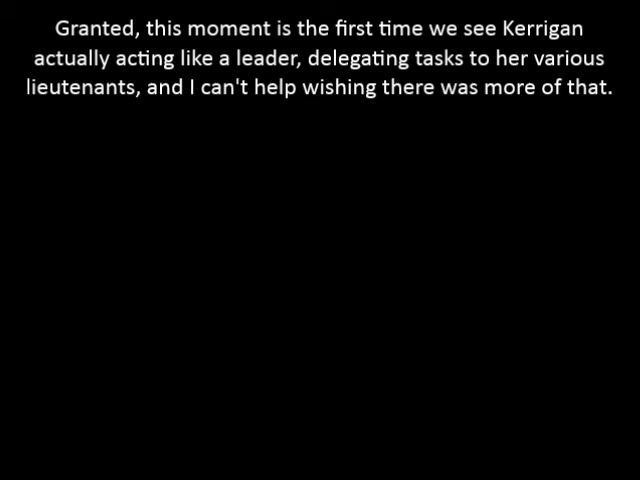 Granted, this moment is the first time we see Kerrigan
actually acting like a leader, delegating tasks to her various
lieutenants, and I can't help wishing there was more of that.